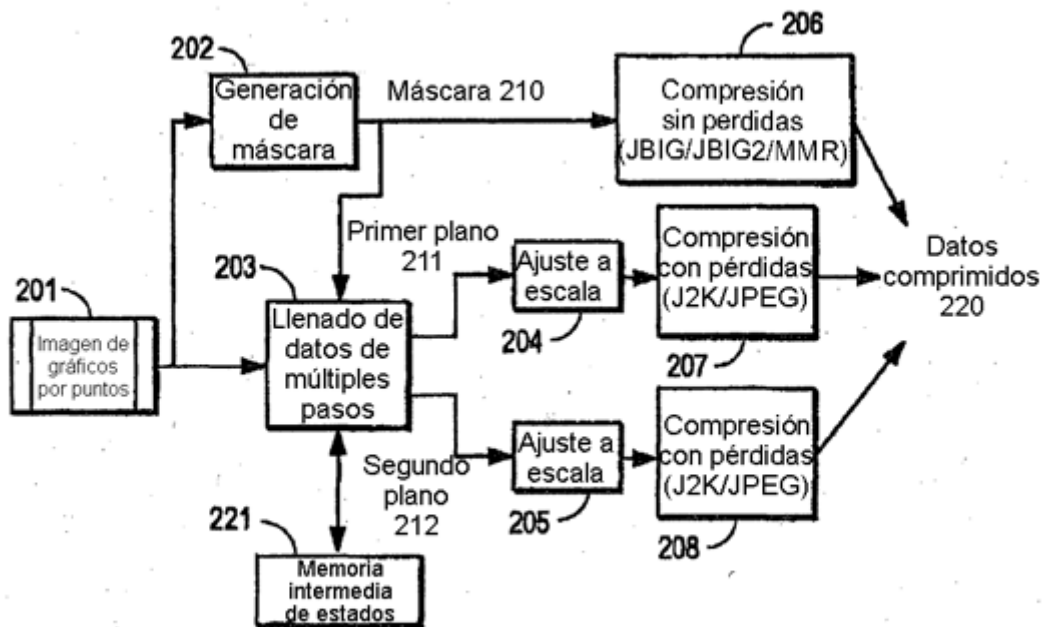 202
Generación
de
máscara
Máscara 210
206
Compresión
sin perdidas
(JBIG/JBIG2/MMR)
201
Imagen de
gráficos
por puntos
203
Llenado de
datos de
múltiples
pasos
Primer plano
211
Ajuste a
escala
204
Compresión
con pérdidas
(J2K/JPEG)
207
Datos
comprimidos
220
Segundo
plano
212
Ajuste a
escala
205
Compresión
con pérdidas
(J2K/JPEG)
208
221
Memoria
intermedia
de estados